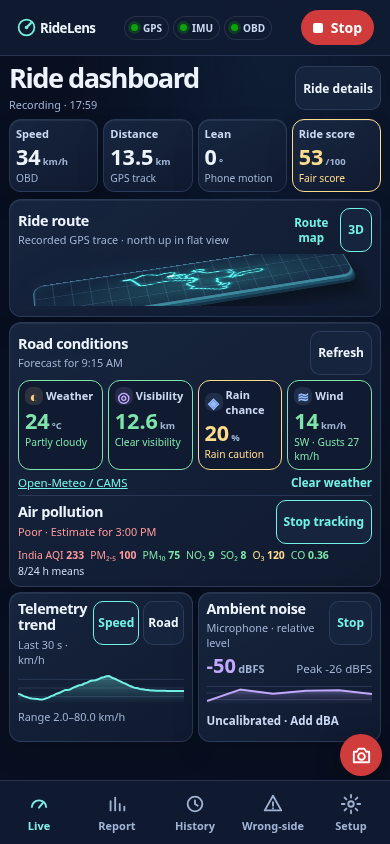 RideLens
GPS
IMU
OBD
Stop
Ride dashboard
Recording · 17:59
Ride details
Speed
34 km/h
OBD
Distance
13.5 km
GPS track
Lean
0 °
Phone motion
Ride score
53 /100
Fair score
Ride route
Recorded GPS trace · north up in flat view
Route
map
3D
Road conditions
Forecast for 9:15 AM
Refresh
Weather
24 °C
Partly cloudy
Visibility
12.6 km
Clear visibility
Rain
chance
20 %
Rain caution
Wind
14 km/h
SW · Gusts 27
km/h
Open-Meteo / CAMS
Clear weather
Air pollution
Poor · Estimate for 3:00 PM
Stop tracking
India AQI 233 PM₂.₅ 100 PM₁₀ 75 NO₂ 9 SO₂ 8 O₃ 120 CO 0.36
8/24 h means
Telemetry
trend
Last 30 s ·
km/h
Speed
Road
Range 2.0–80.0 km/h
Ambient noise
Microphone · relative
level
Stop
-50 dBFS
Peak -26 dBFS
Uncalibrated · Add dBA
Live
Report
History
Wrong-side
Setup